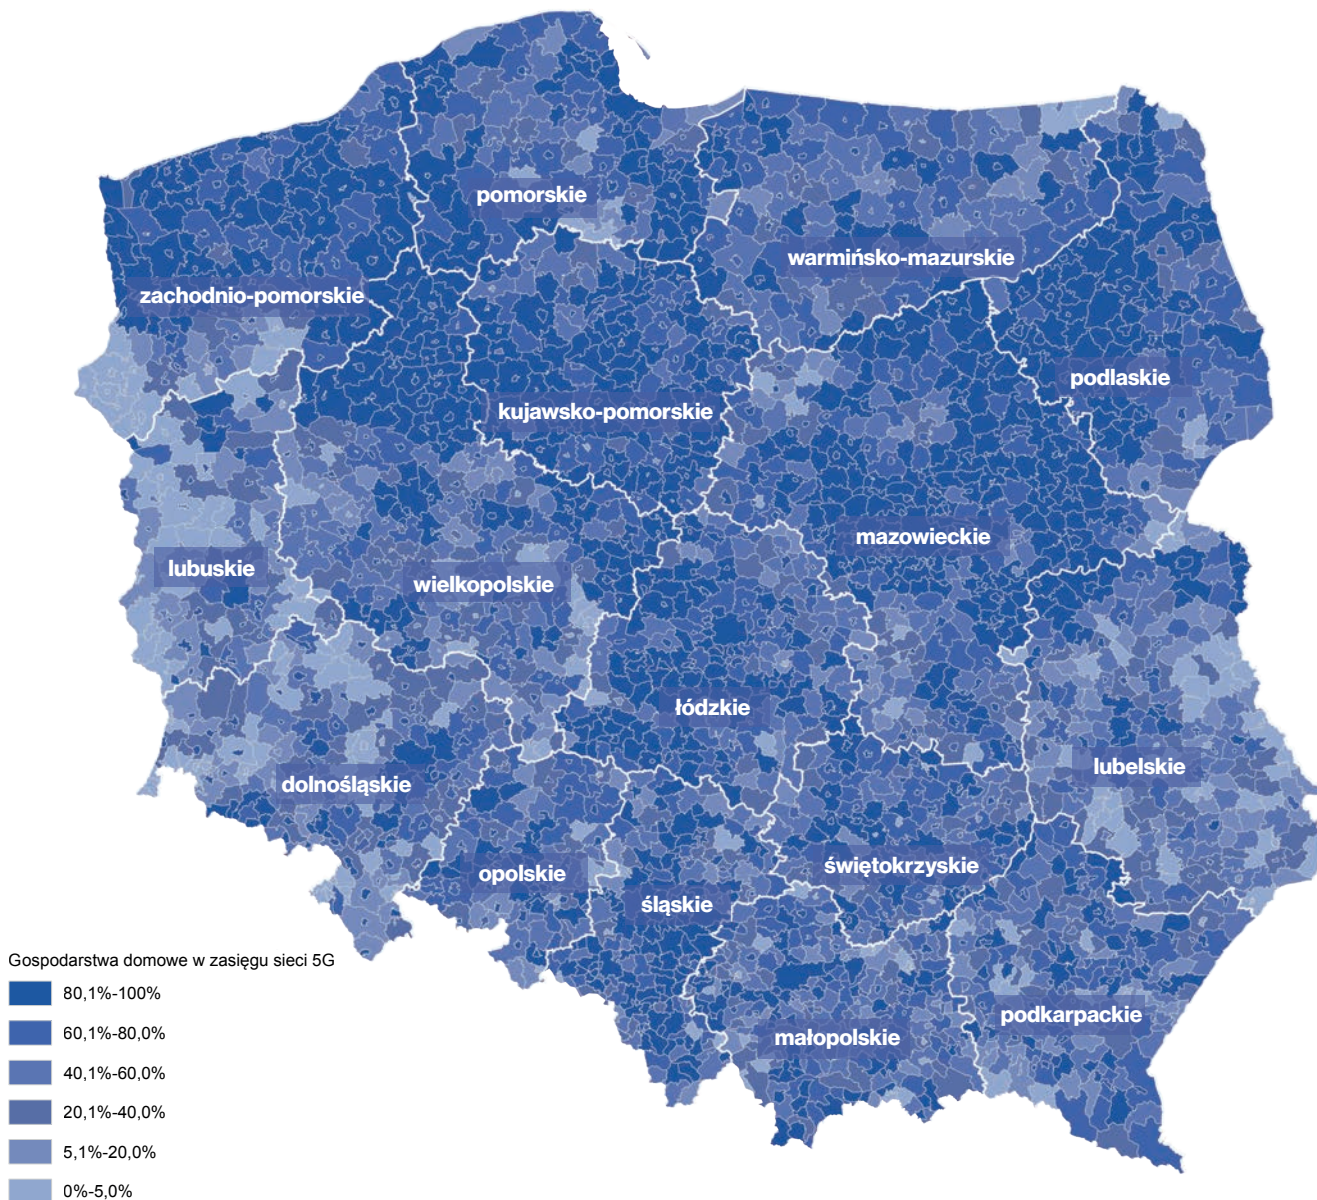 pomorskie
warmińsko-mazurskie
zachodnio-pomorskie
podlaskie
kujawsko-pomorskie
mazowieckie
lubuskie
wielkopolskie
łódzkie
lubelskie
dolnośląskie
świętokrzyskie
opolskie
śląskie
podkarpackie
małopolskie
Gospodarstwa domowe w zasięgu sieci 5G
80,1%-100%
60,1%-80,0%
40,1%-60,0%
20,1%-40,0%
5,1%-20,0%
0%-5,0%